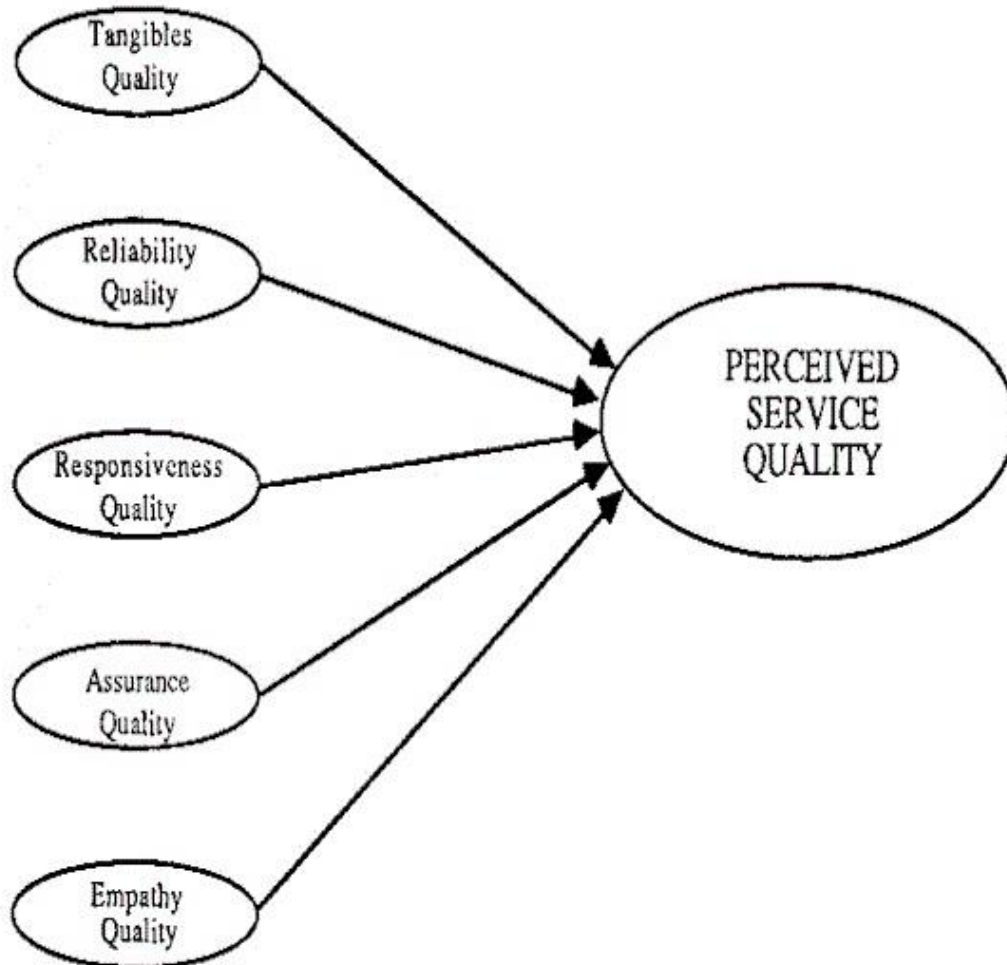 Tangibles
Quality
Reliability
Quality
Responsiveness
Quality
Assurance
Quality
Empathy
Quality
PERCEIVED
SERVICE
QUALITY